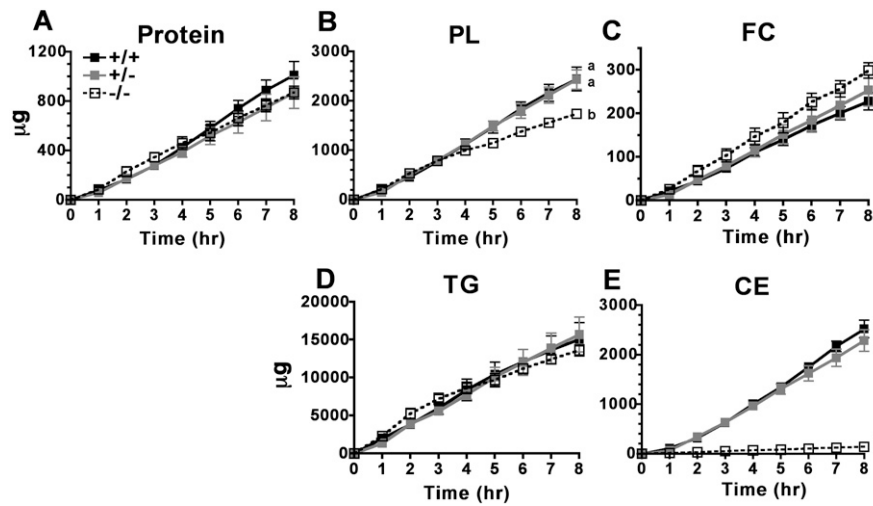 A Protein
B PL
C FC
+/+
+/-
-/-
1200
800
400
0
µg
0 1 2 3 4 5 6 7 8
Time (hr)
3000
2000
1000
0
a
a
b
0 1 2 3 4 5 6 7 8
Time (hr)
300
200
100
0
0 1 2 3 4 5 6 7 8
Time (hr)
D TG
E CE
20000
15000
10000
5000
0
µg
0 1 2 3 4 5 6 7 8
Time (hr)
3000
2000
1000
0
0 1 2 3 4 5 6 7 8
Time (hr)